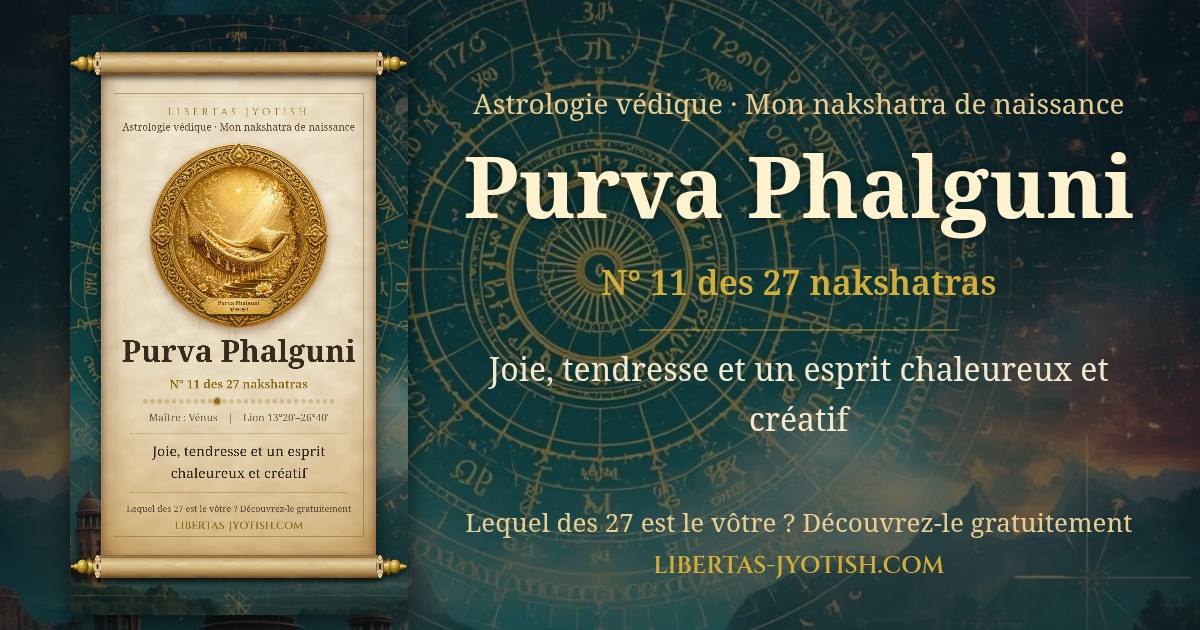 LIBERTAS JYOTISH
Astrologie védique · Mon nakshatra de naissance
Purva Phalguni
Purva Phalguni
N° 11 des 27 nakshatras
Maître : Vénus | Lion 13°20'–26°40'
Joie, tendresse et un esprit
chaleureux et créatif
Lequel des 27 est le vôtre ? Découvrez-le gratuitement
LIBERTAS-JYOTISH.COM
Astrologie védique · Mon nakshatra de naissance
Purva Phalguni
N° 11 des 27 nakshatras
Joie, tendresse et un esprit chaleureux et
créatif
Lequel des 27 est le vôtre ? Découvrez-le gratuitement
LIBERTAS-JYOTISH.COM